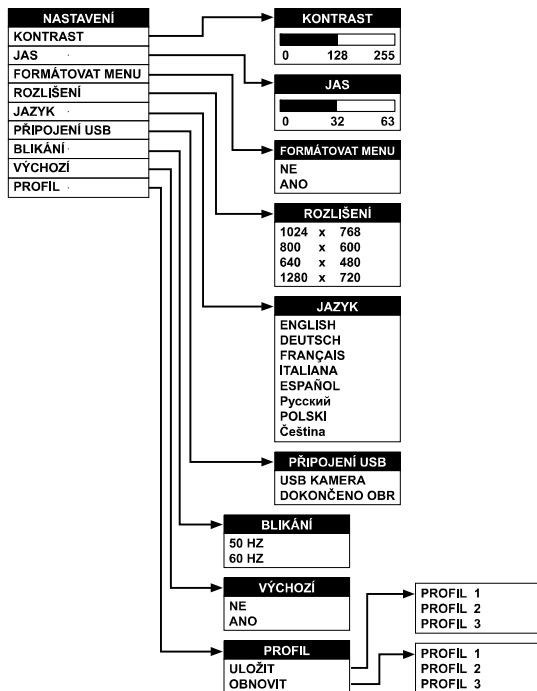 NASTAVENÍ
KONTRAST
JAS
FORMÁTOVAT MENU
ROZLIŠENÍ
JAZYK
PŘIPOJENÍ USB
BLIKÁNÍ
VÝCHOZÍ
PROFIL
KONTRAST
0 128 255
JAS
0 32 63
FORMÁTOVAT MENU
NE
ANO
ROZLIŠENÍ
1024 x 768
800 x 600
640 x 480
1280 x 720
JAZYK
ENGLISH
DEUTSCH
FRANÇAIS
ITALIANA
ESPAÑOL
Русский
POLSKI
Čeština
PŘIPOJENÍ USB
USB KAMERA
DOKONČENO OBR
BLIKÁNÍ
50 HZ
60 HZ
VÝCHOZÍ
NE
ANO
PROFIL
ULOŽIT
OBNOVIT
PROFIL 1
PROFIL 2
PROFIL 3
PROFIL 1
PROFIL 2
PROFIL 3